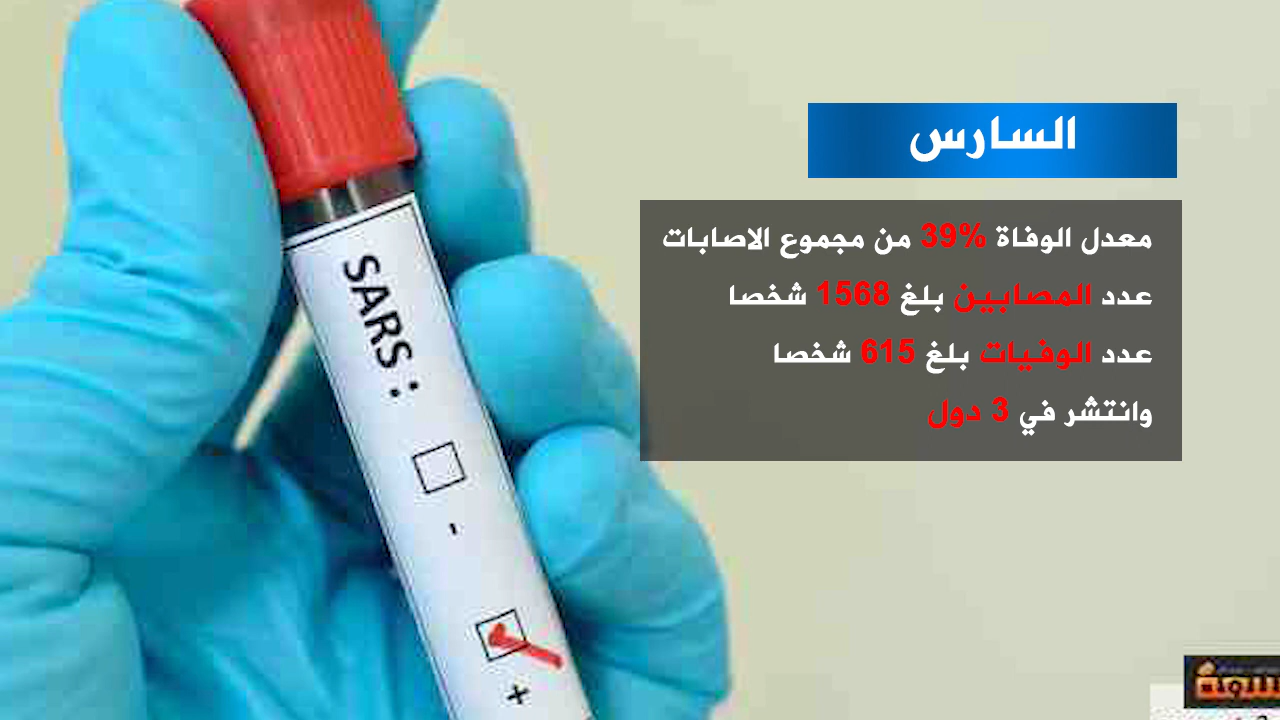 السارس
معدل الوفاة 39% من مجموع الاصابات
عدد المصابين بلغ 1568 شخصا
عدد الوفيات بلغ 615 شخصا
وانتشر في 3 دول
SARS :
-
+